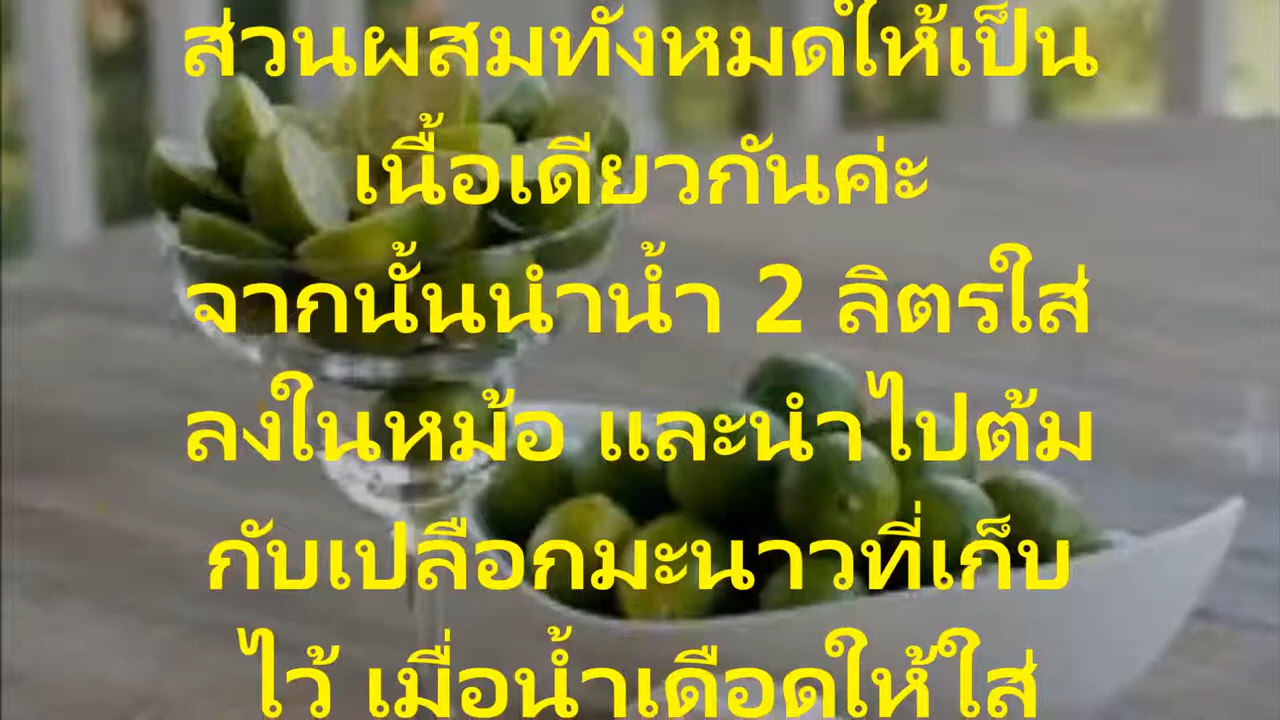 ส่วนผสมทั้งหมดให้เป็น
เนื้อเดียวกันค่ะ
จากนั้นนำน้ำ 2 ลิตรใส่
ลงในหม้อ และนำไปต้ม
กับเปลือกมะนาวที่เก็บ
ไว้ เมื่อน้ำเดือดให้ใส่